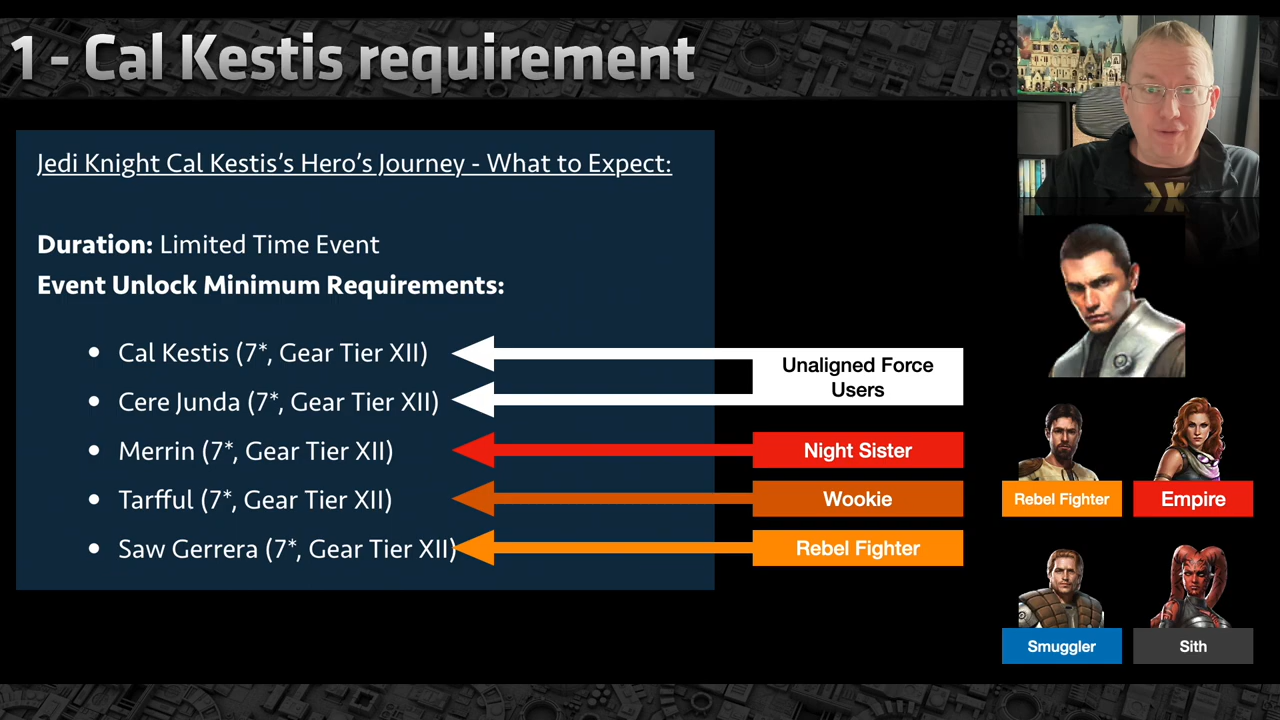 1 - Cal Kestis requirement
Jedi Knight Cal Kestis's Hero's Journey - What to Expect:
Duration: Limited Time Event
Event Unlock Minimum Requirements:
• Cal Kestis (7*, Gear Tier XII)
• Cere Junda (7*, Gear Tier XII)
• Merrin (7*, Gear Tier XII)
• Tarfful (7*, Gear Tier XII)
• Saw Gerrera (7*, Gear Tier XII)
Unaligned Force
Users
Night Sister
Wookie
Rebel Fighter
Rebel Fighter
Empire
Smuggler
Sith